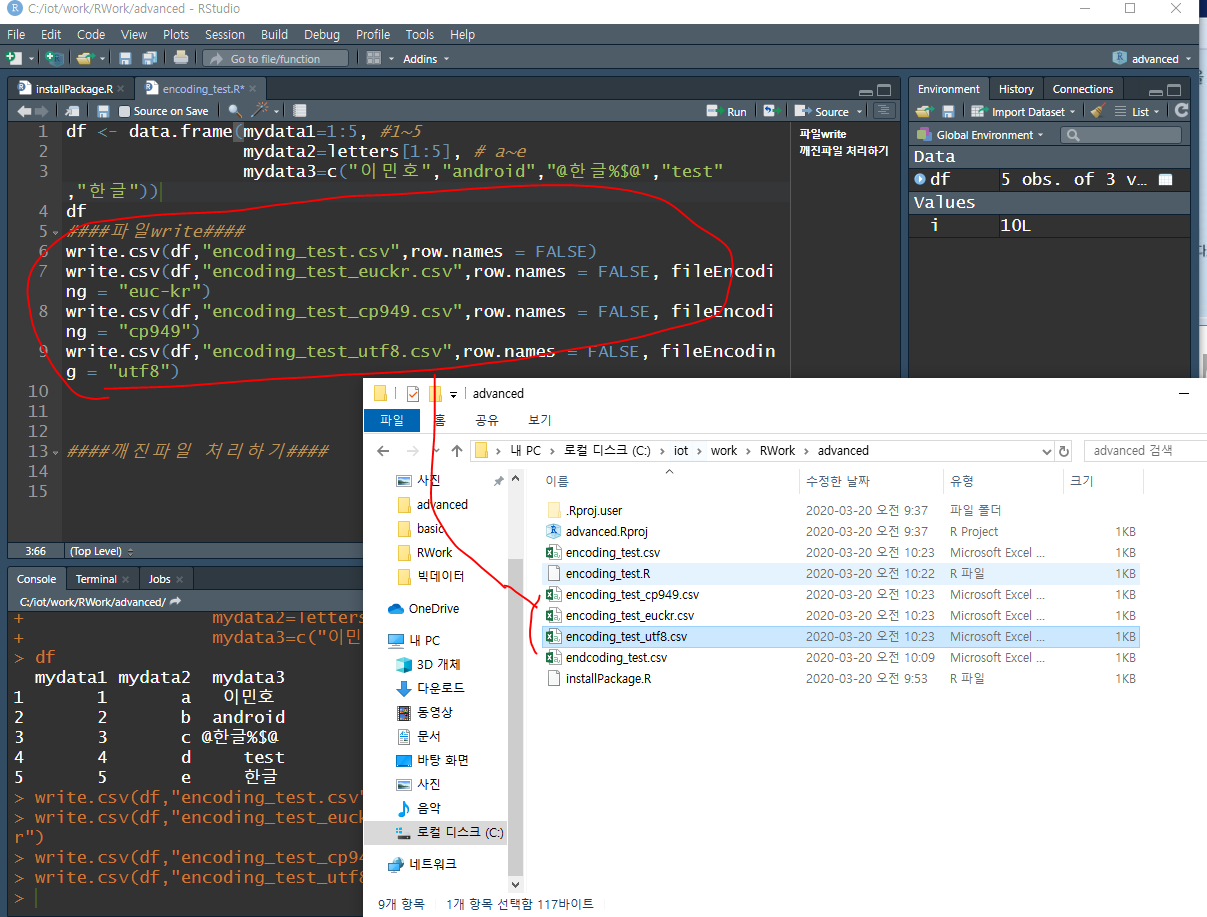 C:/iot/work/RWork/advanced - RStudio
File Edit Code View Plots Session Build Debug Profile Tools Help
Go to file/function Addins advanced
installPackage.R encoding_test.R*
Source on Save Run Source
1 df <- data.frame(mydata1=1:5, #1~5
2 mydata2=letters[1:5], # a~e
3 mydata3=c("이민호","android","@한글%$@","test"
,"한글"))
4 df
5 ####파일write####
6 write.csv(df,"encoding_test.csv",row.names = FALSE)
7 write.csv(df,"encoding_test_euckr.csv",row.names = FALSE, fileEncodi
ng = "euc-kr")
8 write.csv(df,"encoding_test_cp949.csv",row.names = FALSE, fileEncodi
ng = "cp949")
9 write.csv(df,"encoding_test_utf8.csv",row.names = FALSE, fileEncodin
g = "utf8")
10
11
12
13 ####깨진파일 처리하기####
14
15
파일write
깨진파일 처리하기
3:66 (Top Level)
Environment History Connections
Import Dataset List
Global Environment
Data
df 5 obs. of 3 v...
Values
i 10L
Console Terminal Jobs
C:/iot/work/RWork/advanced/
+ mydata2=letters
+ mydata3=c("이민
> df
mydata1 mydata2 mydata3
1 1 a 이민호
2 2 b android
3 3 c @한글%$@
4 4 d test
5 5 e 한글
> write.csv(df,"encoding_test.csv"
> write.csv(df,"encoding_test_euck
r")
> write.csv(df,"encoding_test_cp94
> write.csv(df,"encoding_test_utf8
>
advanced
파일 홈 공유 보기
내 PC > 로컬 디스크 (C:) > iot > work > RWork > advanced
advanced 검색
사진
advanced
basic
RWork
빅데이터
OneDrive
내 PC
3D 개체
다운로드
동영상
문서
바탕 화면
사진
음악
로컬 디스크 (C:)
네트워크
이름 수정한 날짜 유형 크기
.Rproj.user 2020-03-20 오전 9:37 파일 폴더
advanced.Rproj 2020-03-20 오전 9:37 R Project 1KB
encoding_test.csv 2020-03-20 오전 10:23 Microsoft Excel ... 1KB
encoding_test.R 2020-03-20 오전 10:22 R 파일 1KB
encoding_test_cp949.csv 2020-03-20 오전 10:23 Microsoft Excel ... 1KB
encoding_test_euckr.csv 2020-03-20 오전 10:23 Microsoft Excel ... 1KB
encoding_test_utf8.csv 2020-03-20 오전 10:23 Microsoft Excel ... 1KB
endcoding_test.csv 2020-03-20 오전 10:09 Microsoft Excel ... 1KB
installPackage.R 2020-03-20 오전 9:53 R 파일 1KB
9개 항목 1개 항목 선택함 117바이트